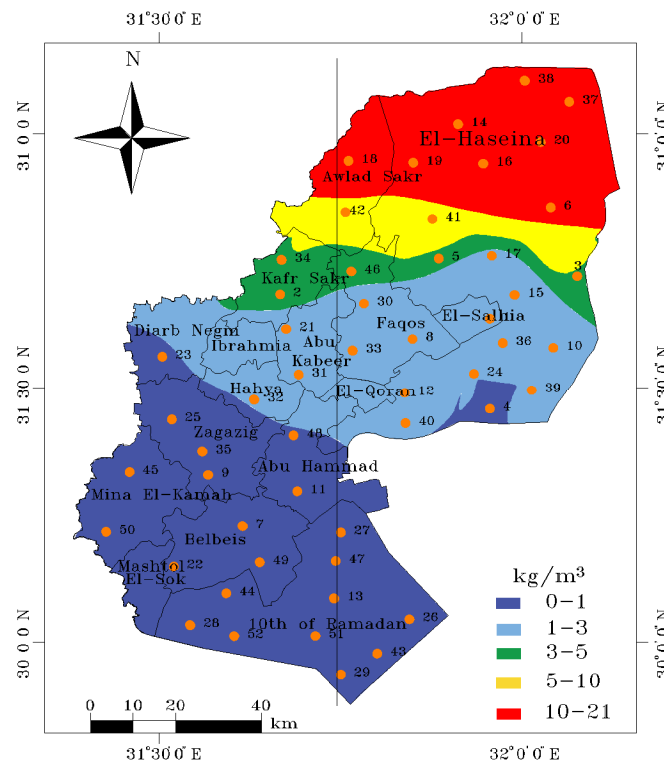 31°30'0"E 32°0'0"E
N
38
37
14
El-Haseina
20
31°0'0"N 31°0'0"N
18 19 16
Awlad Sakr
6
42 41
34 5 17
46 3
Kafr Sakr
2 15
30
El-Salhia
Diarb Negm 21 Faqos 1
Ibrahmia Abu 8 36
23 33 10
Kabeer
31 24
31°30'N 31°30'N
Hahya El-Qoran 12 39
32
4
25 40
Zagazig 48
35
Abu Hammad
45 9
Mina El-Kamah 11
50 7 27
Belbeis
Mashtol 22 49 47
El-Sok
kg/m³
44 13 0-1
26 1-3
28 10th of Ramadan
52 51
30°0'N 30°0'N
43 3-5
29 5-10
0 10 20 40 10-21
km
31°30'0"E 32°0'0"E